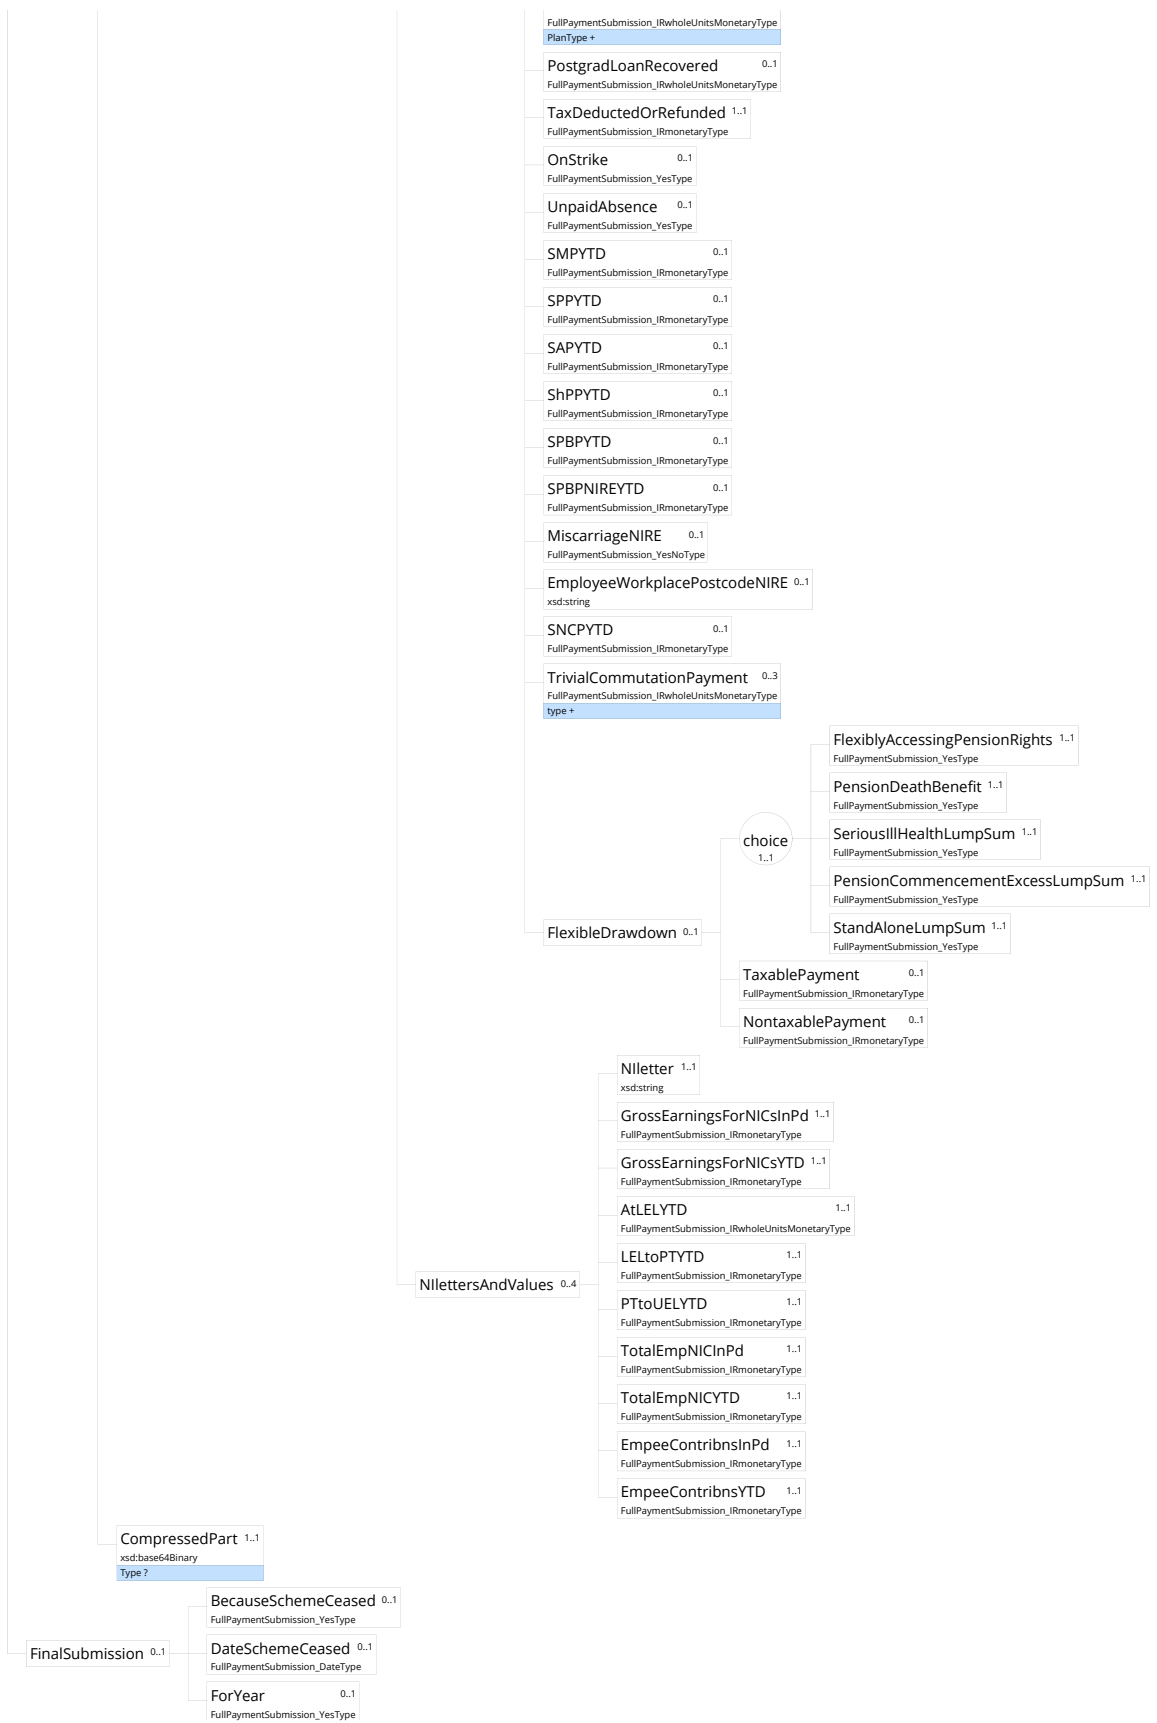 FullPaymentSubmission_IRwholeUnitsMonetaryType
PlanType +
PostgradLoanRecovered 0..1
FullPaymentSubmission_IRwholeUnitsMonetaryType
TaxDeductedOrRefunded 1..1
FullPaymentSubmission_IRmonetaryType
OnStrike 0..1
FullPaymentSubmission_YesType
UnpaidAbsence 0..1
FullPaymentSubmission_YesType
SMPYTD 0..1
FullPaymentSubmission_IRmonetaryType
SPPYTD 0..1
FullPaymentSubmission_IRmonetaryType
SAPYTD 0..1
FullPaymentSubmission_IRmonetaryType
ShPPYTD 0..1
FullPaymentSubmission_IRmonetaryType
SPBPYTD 0..1
FullPaymentSubmission_IRmonetaryType
SPBPNIREYTD 0..1
FullPaymentSubmission_IRmonetaryType
MiscarriageNIRE 0..1
FullPaymentSubmission_YesNoType
EmployeeWorkplacePostcodeNIRE 0..1
xsd:string
SNCPYTD 0..1
FullPaymentSubmission_IRmonetaryType
TrivialCommutationPayment 0..3
FullPaymentSubmission_IRwholeUnitsMonetaryType
type +
FlexiblyAccessingPensionRights 1..1
FullPaymentSubmission_YesType
PensionDeathBenefit 1..1
FullPaymentSubmission_YesType
choice
1..1
SeriousIllHealthLumpSum 1..1
FullPaymentSubmission_YesType
PensionCommencementExcessLumpSum 1..1
FullPaymentSubmission_YesType
FlexibleDrawdown 0..1
StandAloneLumpSum 1..1
FullPaymentSubmission_YesType
TaxablePayment 0..1
FullPaymentSubmission_IRmonetaryType
NontaxablePayment 0..1
FullPaymentSubmission_IRmonetaryType
NIletter 1..1
xsd:string
GrossEarningsForNICsInPd 1..1
FullPaymentSubmission_IRmonetaryType
GrossEarningsForNICsYTD 1..1
FullPaymentSubmission_IRmonetaryType
AtLELYTD 1..1
FullPaymentSubmission_IRwholeUnitsMonetaryType
LELtoPTYTD 1..1
FullPaymentSubmission_IRmonetaryType
NIlettersAndValues 0..4
PTtoUELYTD 1..1
FullPaymentSubmission_IRmonetaryType
TotalEmpNICInPd 1..1
FullPaymentSubmission_IRmonetaryType
TotalEmpNICYTD 1..1
FullPaymentSubmission_IRmonetaryType
EmpeeContribnsInPd 1..1
FullPaymentSubmission_IRmonetaryType
EmpeeContribnsYTD 1..1
FullPaymentSubmission_IRmonetaryType
CompressedPart 1..1
xsd:base64Binary
Type ?
BecauseSchemeCeased 0..1
FullPaymentSubmission_YesType
FinalSubmission 0..1
DateSchemeCeased 0..1
FullPaymentSubmission_DateType
ForYear 0..1
FullPaymentSubmission_YesType